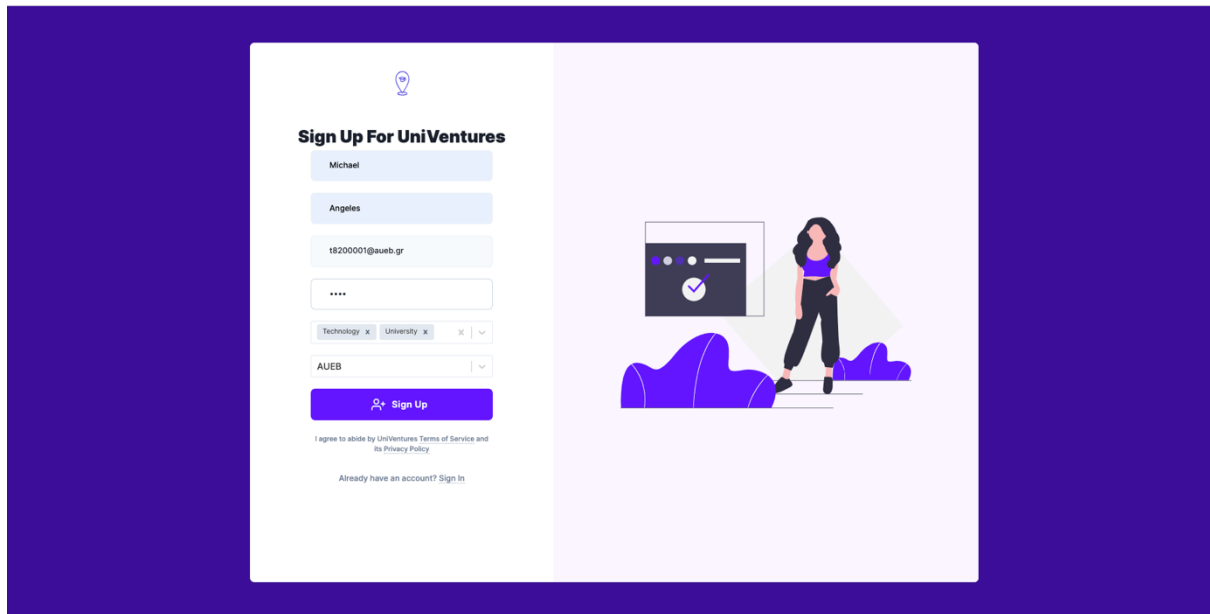 Sign Up For UniVentures
Michael
Angeles
t8200001@aueb.gr
••••
Technology x University x
AUEB
Sign Up
I agree to abide by UniVentures Terms of Service and
its Privacy Policy
Already have an account? Sign In